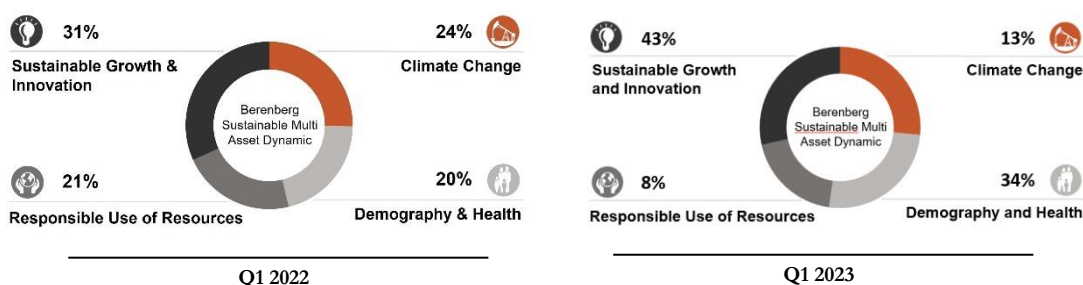 31%
Sustainable Growth &
Innovation
24%
Climate Change
Berenberg
Sustainable Multi
Asset Dynamic
21%
Responsible Use of Resources
20%
Demography & Health
Q1 2022
43%
Sustainable Growth
and Innovation
13%
Climate Change
Berenberg
Sustainable Multi
Asset Dynamic
8%
Responsible Use of Resources
34%
Demography and Health
Q1 2023